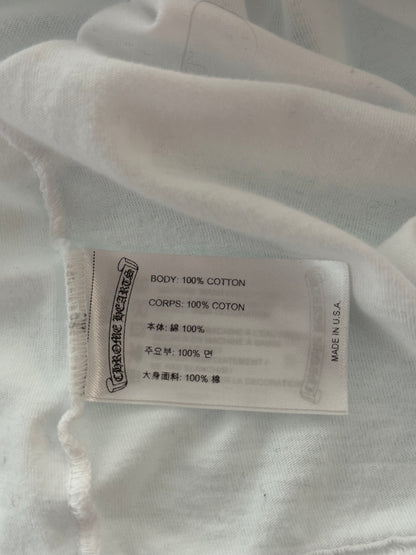 CHROME HEARTS
BODY: 100% COTTON
CORPS: 100% COTON
本体: 綿 100%
주요부: 100% 면
大身面料: 100% 棉
MADE IN U.S.A.